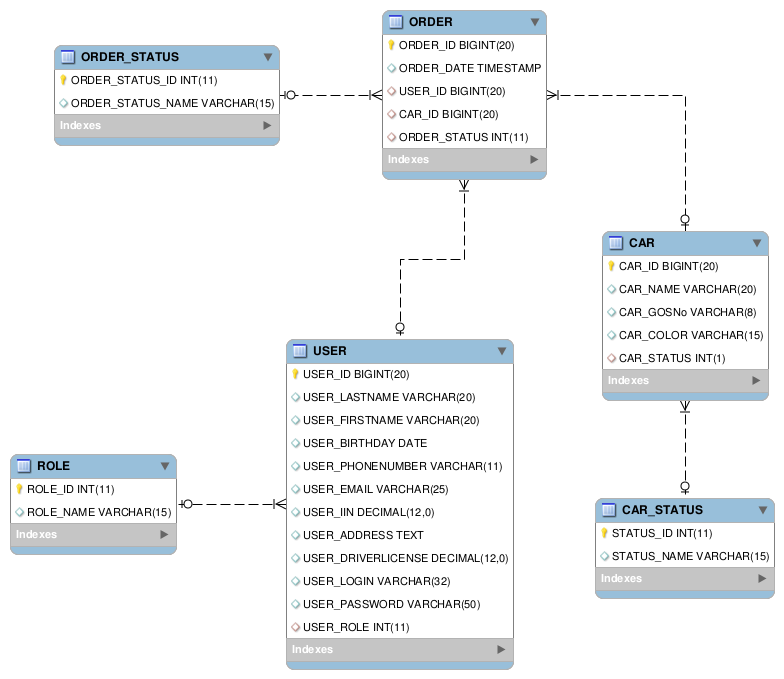 ORDER
ORDER_ID BIGINT(20)
ORDER_DATE TIMESTAMP
USER_ID BIGINT(20)
CAR_ID BIGINT(20)
ORDER_STATUS INT(11)
Indexes
ORDER_STATUS
ORDER_STATUS_ID INT(11)
ORDER_STATUS_NAME VARCHAR(15)
Indexes
CAR
CAR_ID BIGINT(20)
CAR_NAME VARCHAR(20)
CAR_GOSNo VARCHAR(8)
CAR_COLOR VARCHAR(15)
CAR_STATUS INT(1)
Indexes
USER
USER_ID BIGINT(20)
USER_LASTNAME VARCHAR(20)
USER_FIRSTNAME VARCHAR(20)
USER_BIRTHDAY DATE
USER_PHONENUMBER VARCHAR(11)
USER_EMAIL VARCHAR(25)
USER_IIN DECIMAL(12,0)
USER_ADDRESS TEXT
USER_DRIVERLICENSE DECIMAL(12,0)
USER_LOGIN VARCHAR(32)
USER_PASSWORD VARCHAR(50)
USER_ROLE INT(11)
Indexes
ROLE
ROLE_ID INT(11)
ROLE_NAME VARCHAR(15)
Indexes
CAR_STATUS
STATUS_ID INT(11)
STATUS_NAME VARCHAR(15)
Indexes